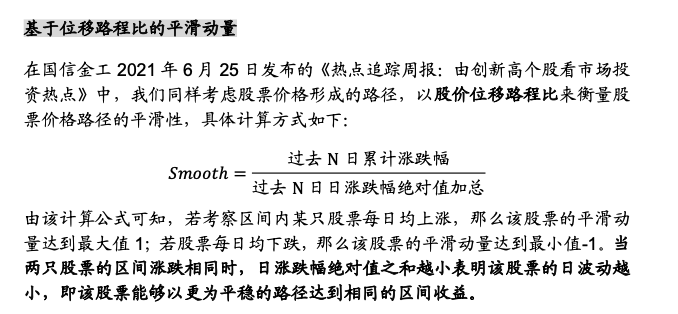 基于位移路程比的平滑动量
在国信金工 2021 年 6 月 25 日发布的《热点追踪周报：由创新高个股看市场投
资热点》中，我们同样考虑股票价格形成的路径，以股价位移路程比来衡量股
票价格路径的平滑性，具体计算方式如下：
Smooth = 过去 N 日累计涨跌幅
过去 N 日日涨跌幅绝对值加总
由该计算公式可知，若考察区间内某只股票每日均上涨，那么该股票的平滑动
量达到最大值 1；若股票每日均下跌，那么该股票的平滑动量达到最小值-1。当
两只股票的区间涨跌相同时，日涨跌幅绝对值之和越小表明该股票的日波动越
小，即该股票能够以更为平稳的路径达到相同的区间收益。